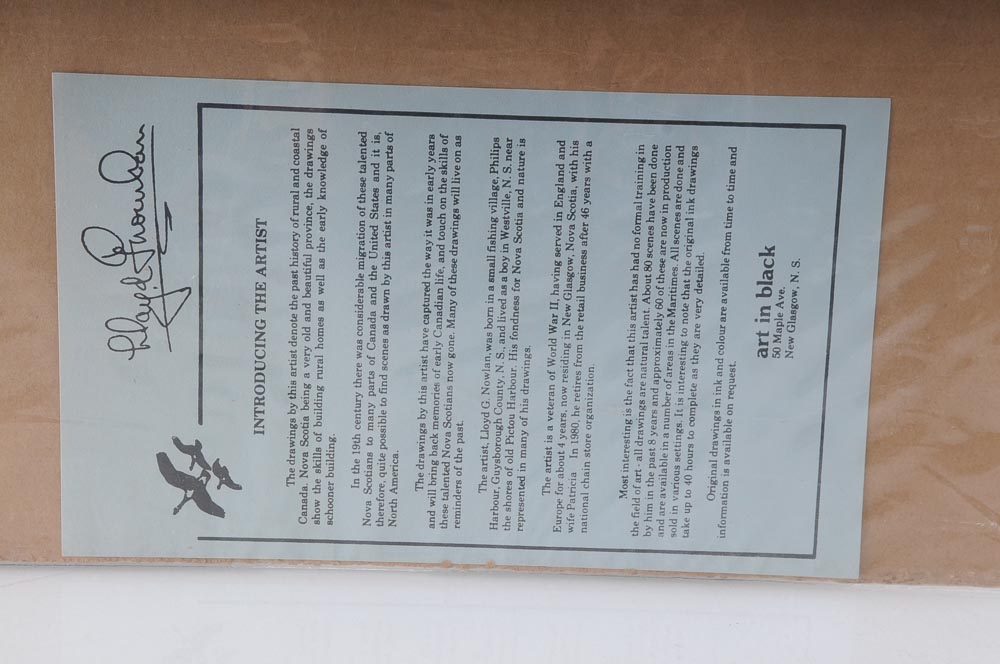 Lloyd G Nowlan
INTRODUCING THE ARTIST
The drawings by this artist denote the past history of rural and coastal
Canada. Nova Scotia being a very old and beautiful province, the drawings
show the skills of building rural homes as well as the early knowledge of
schooner building.
In the 19th century there was considerable migration of these talented
Nova Scotians to many parts of Canada and the United States and it is,
therefore, quite possible to find scenes as drawn by this artist in many parts of
North America.
The drawings by this artist have captured the way it was in early years
and will bring back memories of early Canadian life, and touch on the skills of
these talented Nova Scotians now gone. Many of these drawings will live on as
reminders of the past.
The artist, Lloyd G. Nowlan, was born in a small fishing village, Philips
Harbour, Guysborough County, N. S., and lived as a boy in Westville, N. S. near
the shores of old Pictou Harbour. His fondness for Nova Scotia and nature is
represented in many of his drawings.
The artist is a veteran of World War II, having served in England and
Europe for about 4 years, now residing in New Glasgow, Nova Scotia, with his
wife Patricia   In 1980, he retires from the retail business after 46 years with a
national chain store organization.
Most interesting is the fact that this artist has had no formal training in
the field of art - all drawings are natural talent. About 80 scenes have been done
by him in the past 8 years and approximately 60 of these are now in production
and are available in a number of areas in the Maritimes. All scenes are done and
sold in various settings. It is interesting to note that the original ink drawings
take up to 40 hours to complete as they are very detailed.
Original drawings in ink and colour are available from time to time and
information is available on request.
art in black
50 Maple Ave.
New Glasgow, N. S.